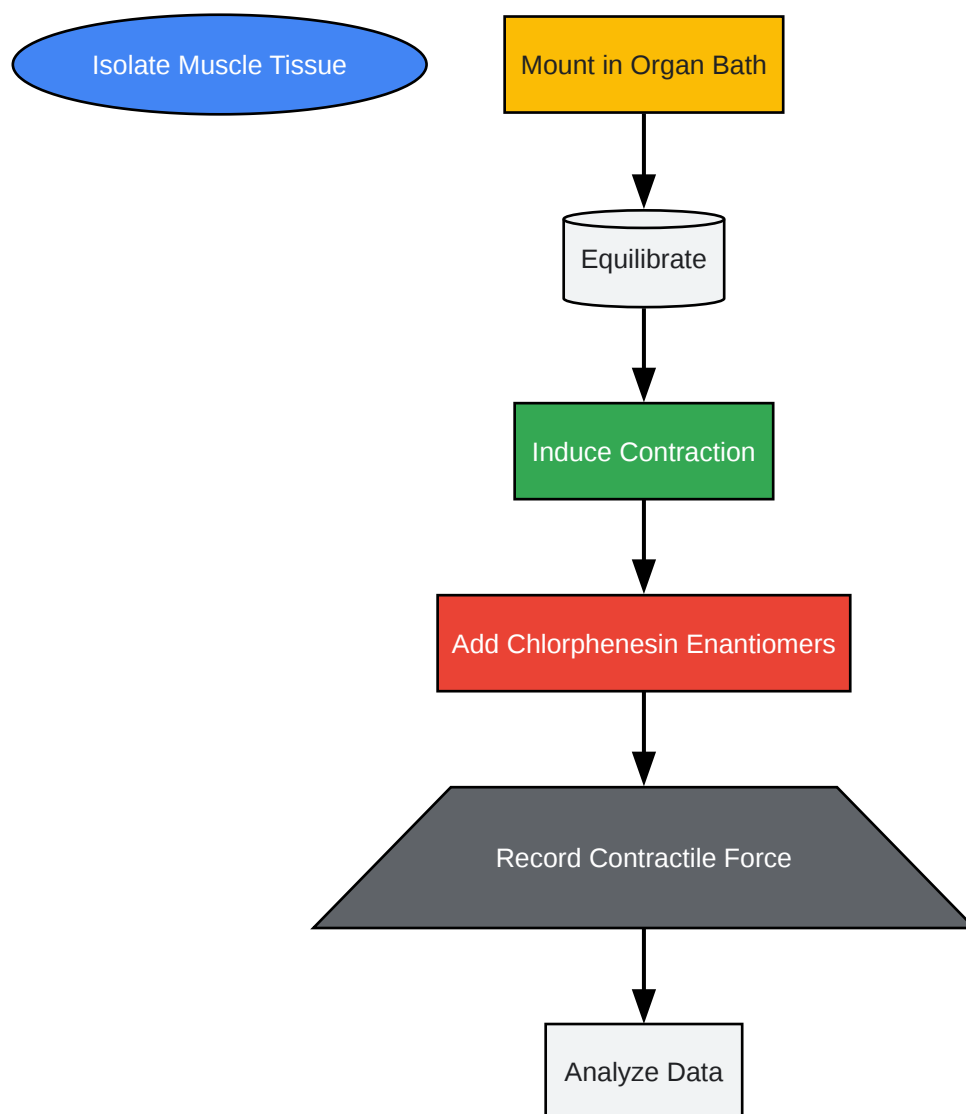 Isolate Muscle Tissue
Mount in Organ Bath
Equilibrate
Induce Contraction
Add Chlorphenesin Enantiomers
Record Contractile Force
Analyze Data